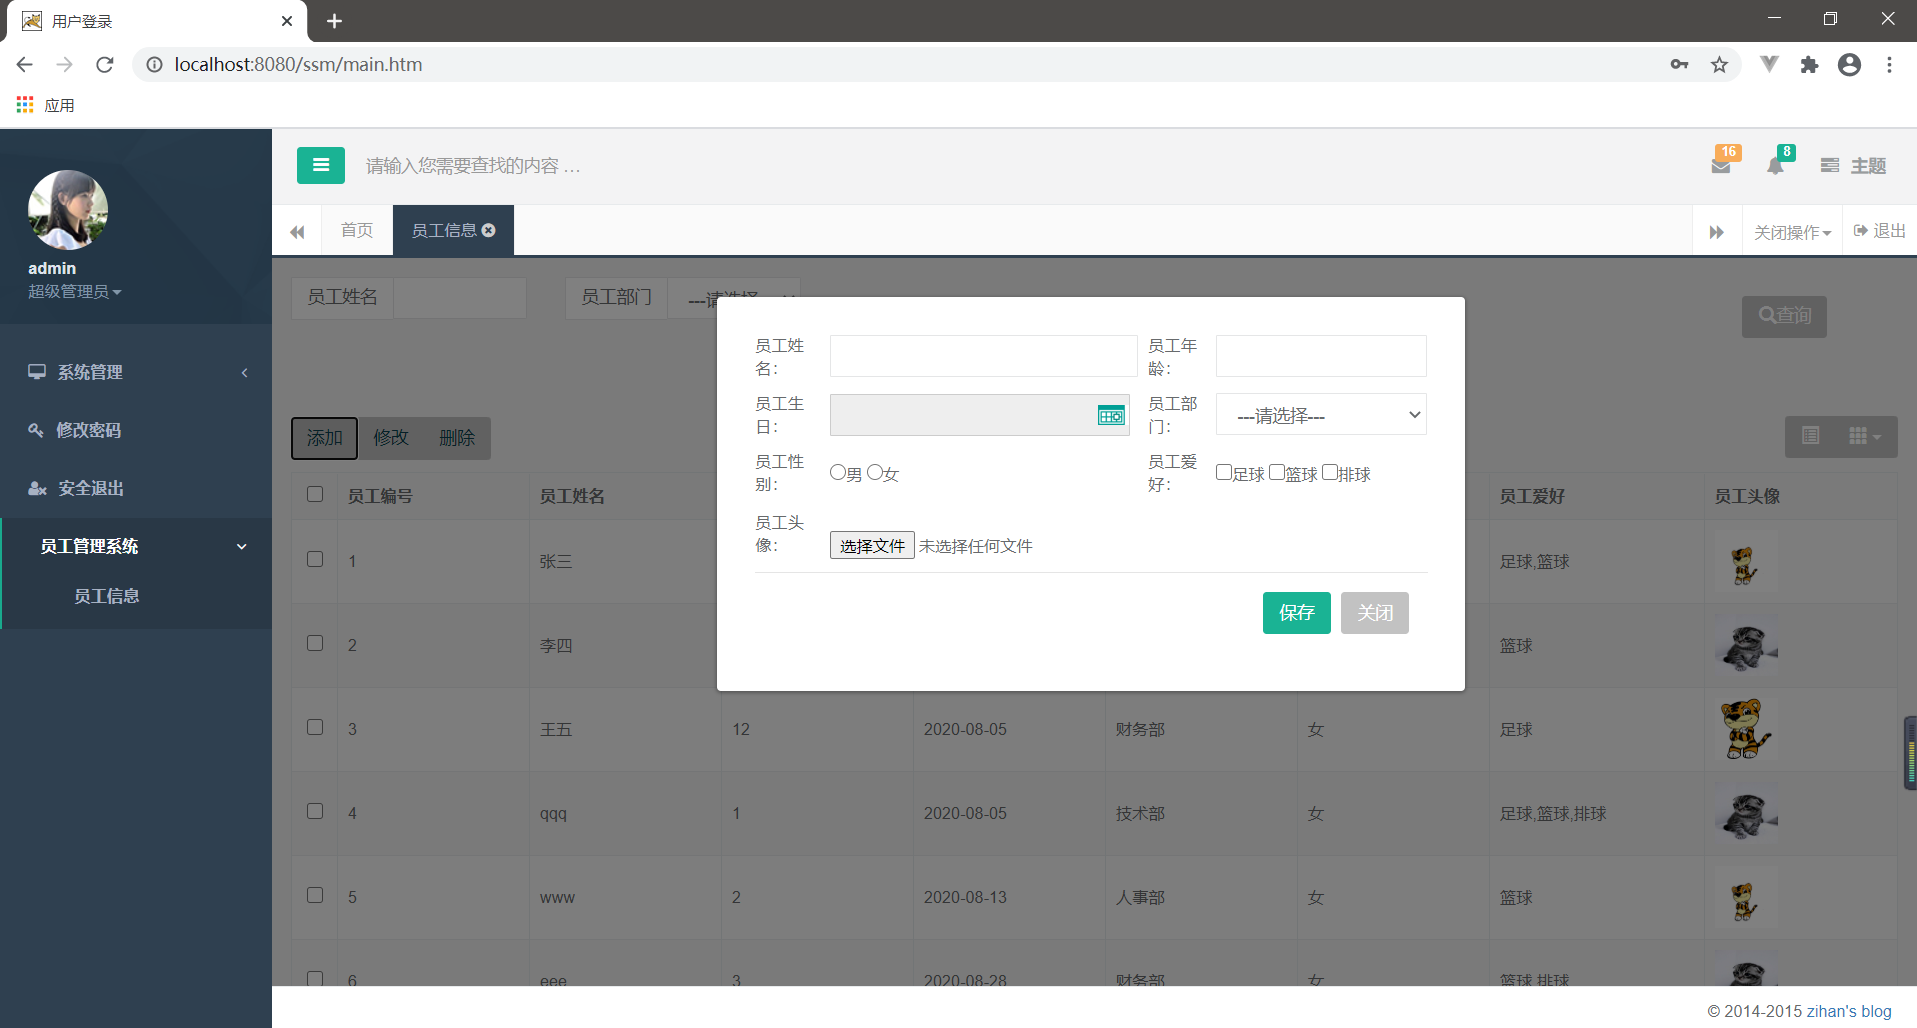 用户登录
localhost:8080/ssm/main.htm
应用
admin
超级管理员
系统管理
修改密码
安全退出
员工管理系统
员工信息
请输入您需要查找的内容 …
16
8
主题
首页
员工信息
关闭操作
退出
员工姓名
员工部门
查询
添加 修改 删除
员工编号 员工姓名 员工爱好 员工头像
1 张三 足球,篮球
2 李四 篮球
3 王五 12 2020-08-05 财务部 女 足球
4 qqq 1 2020-08-05 技术部 女 足球,篮球,排球
5 www 2 2020-08-13 人事部 女 篮球
6 eee 3 2020-08-28 财务部 女 篮球,排球
员工姓
名：
员工年
龄：
员工生
日：
员工部
门：
---请选择---
员工性
别：
男 女
员工爱
好：
足球 篮球 排球
员工头
像：
选择文件 未选择任何文件
保存 关闭
© 2014-2015 zihan's blog